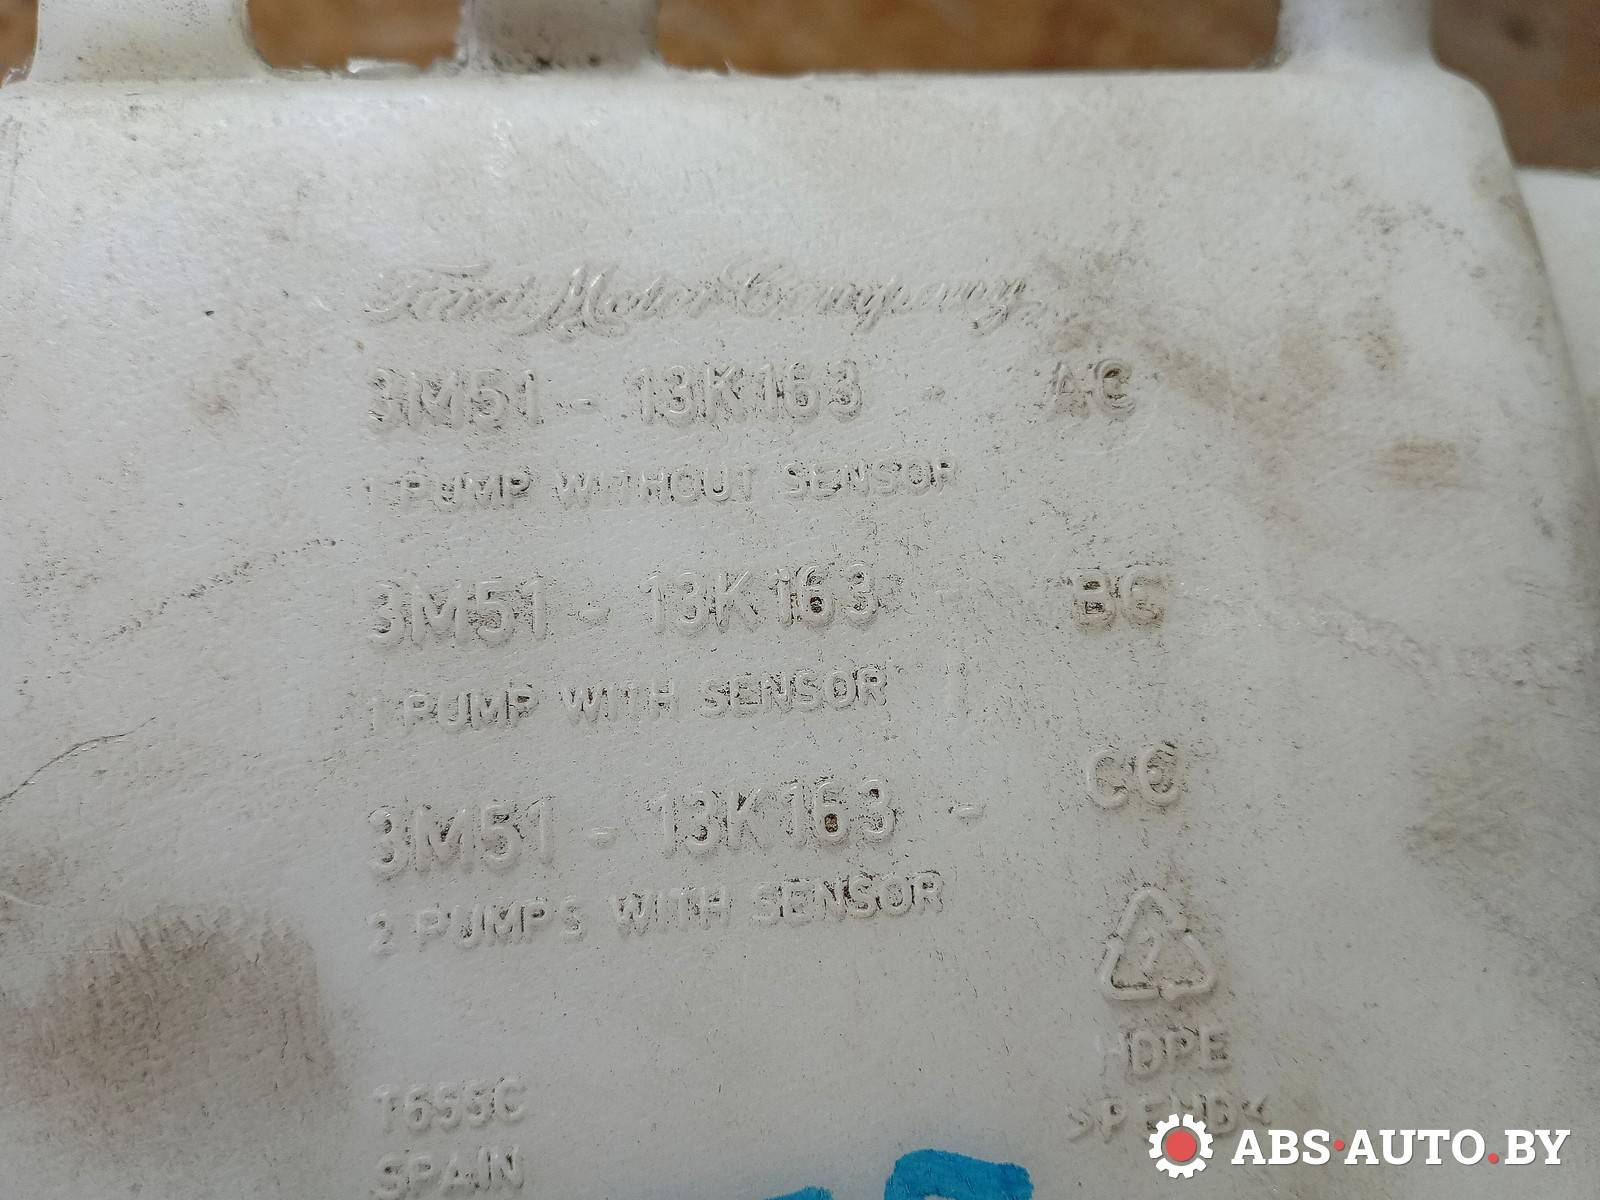 Ford Motor Company
3M51 - 13K163 - AC
1 PUMP WITHOUT SENSOR
3M51 - 13K163 - BC
1 PUMP WITH SENSOR
3M51 - 13K163 - CC
2 PUMPS WITH SENSOR
HDPE
>PEHD<
SPAIN
ABS·AUTO.BY